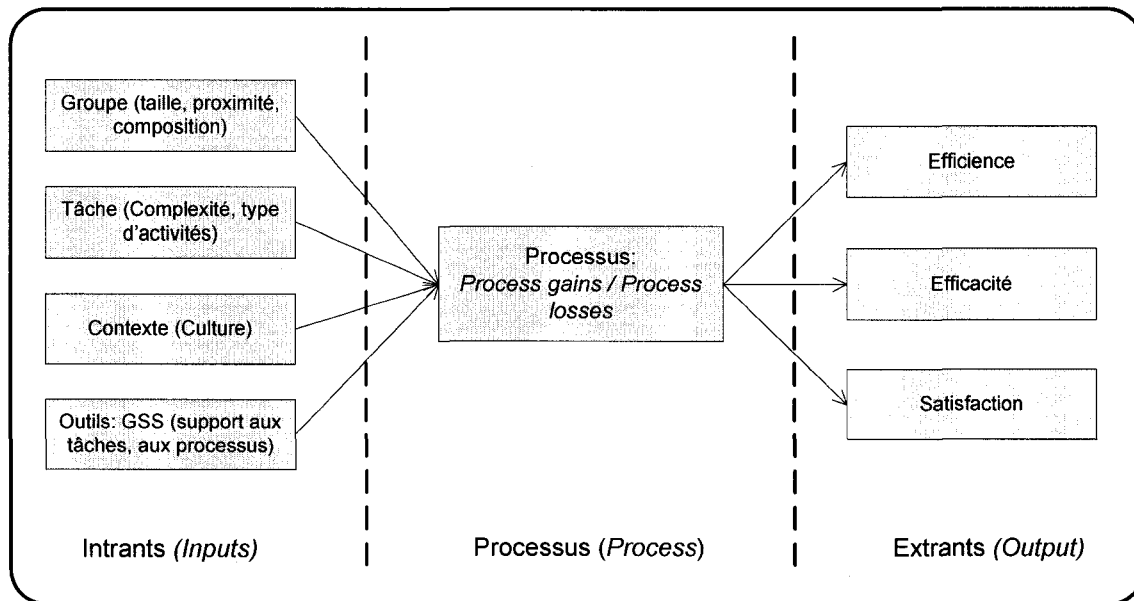 Groupe (taille, proximité,
composition)
Tâche (Complexité, type
d'activités)
Contexte (Culture)
Outils: GSS (support aux
tâches, aux processus)
Processus:
Process gains / Process
losses
Efficience
Efficacité
Satisfaction
Intrants (Inputs)
Processus (Process)
Extrants (Output)